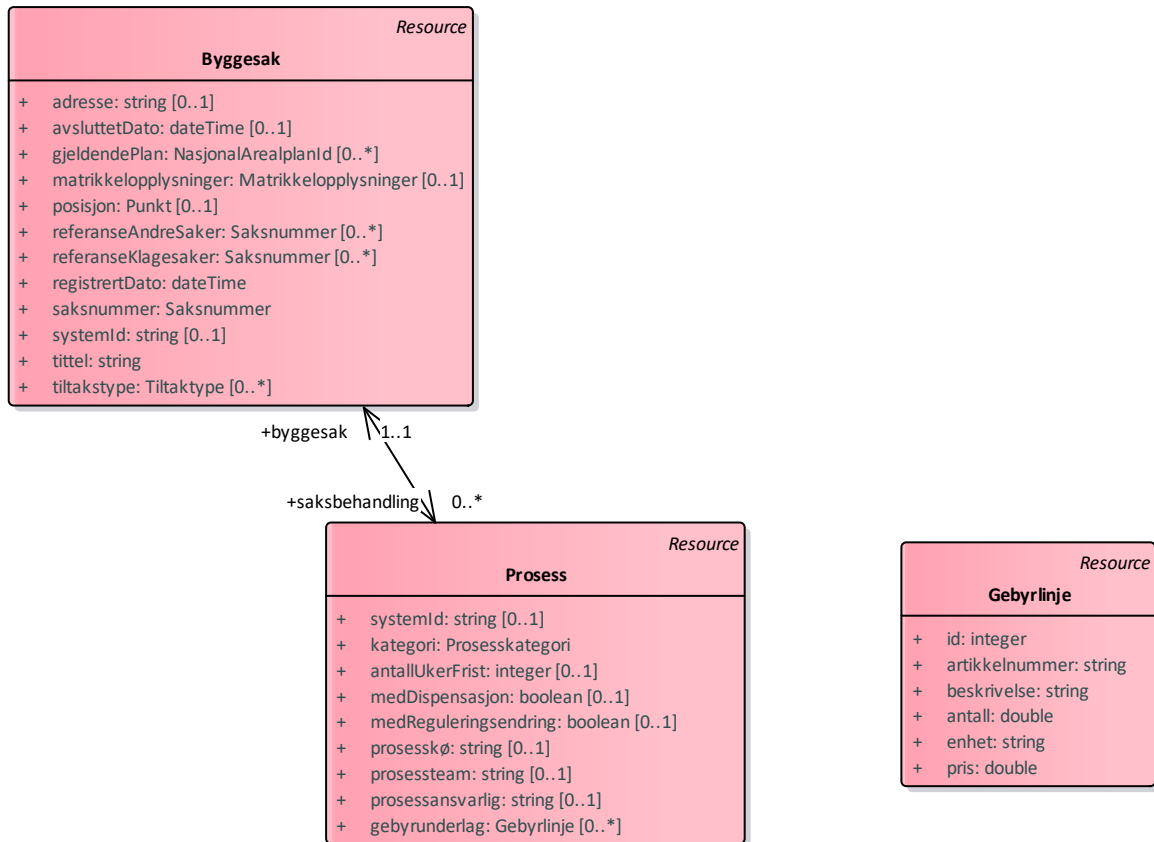 Resource
Byggesak
+ adresse: string [0..1]
+ avsluttetDato: dateTime [0..1]
+ gjeldendePlan: NasjonalArealplanId [0..*]
+ matrikkelopplysninger: Matrikkelopplysninger [0..1]
+ posisjon: Punkt [0..1]
+ referanseAndreSaker: Saksnummer [0..*]
+ referanseKlagesaker: Saksnummer [0..*]
+ registrertDato: dateTime
+ saksnummer: Saksnummer
+ systemId: string [0..1]
+ tittel: string
+ tiltakstype: Tiltaktype [0..*]
+byggesak 1..1
+saksbehandling 0..*
Resource
Prosess
+ systemId: string [0..1]
+ kategori: Prosesskategori
+ antallUkerFrist: integer [0..1]
+ medDispensasjon: boolean [0..1]
+ medReguleringsendring: boolean [0..1]
+ prosesskø: string [0..1]
+ prosessteam: string [0..1]
+ prosessansvarlig: string [0..1]
+ gebyrunderlag: Gebyrlinje [0..*]
Resource
Gebyrlinje
+ id: integer
+ artikkelnummer: string
+ beskrivelse: string
+ antall: double
+ enhet: string
+ pris: double